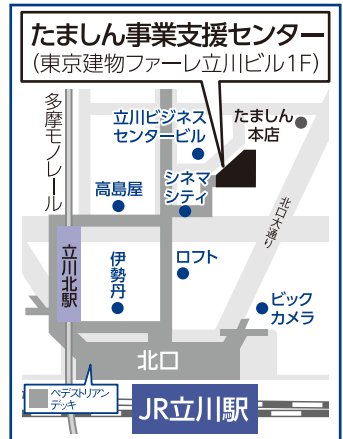 たましん事業支援センター
(東京建物ファーレ立川ビル1F)
多摩モノレール
立川ビジネス
センタービル
たましん
本店
シネマ
シティ
高島屋
北口大通り
立川北駅
伊勢丹
ロフト
ビック
カメラ
北口
ペデストリアン
デッキ
JR立川駅